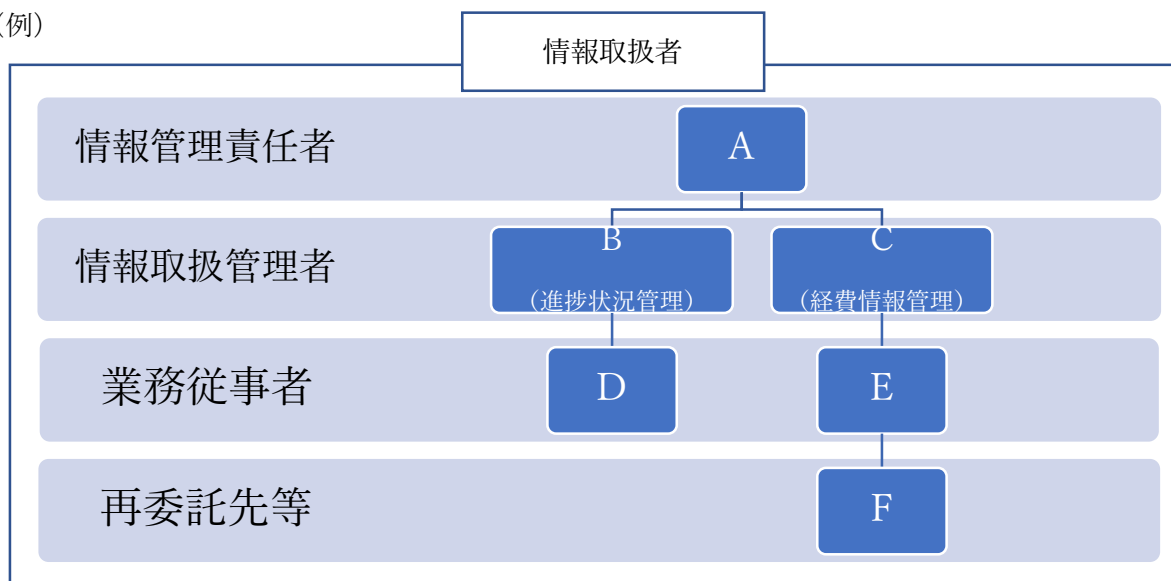 （例）
情報取扱者
情報管理責任者
A
情報取扱管理者
B
（進捗状況管理）
C
（経費情報管理）
業務従事者
D
E
再委託先等
F